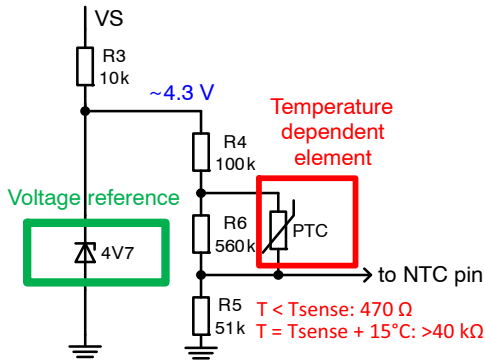 VS
R3
10k
~4.3 V
Temperature
dependent
element
R4
100k
Voltage reference
4V7
R6
560k
PTC
to NTC pin
R5
51k
T < Tsense: 470 Ω
T = Tsense + 15°C: >40 kΩ